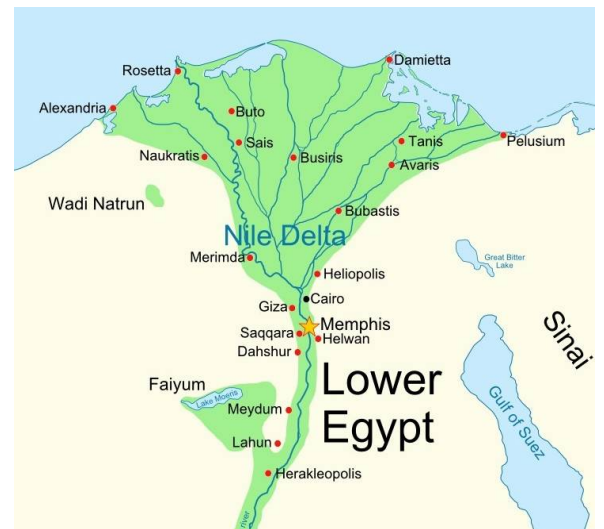 Damietta
Rosetta
Alexandria
Buto
Sais
Tanis
Pelusium
Naukratis
Busiris
Avaris
Wadi Natrun
Bubastis
Nile Delta
Merimda
Great Bitter
Lake
Heliopolis
Cairo
Giza
Memphis
Saqqara
Helwan
Dahshur
Sinai
Lower
Egypt
Faiyum
Lake Moeris
Meydum
Gulf of Suez
Lahun
Herakleopolis
river